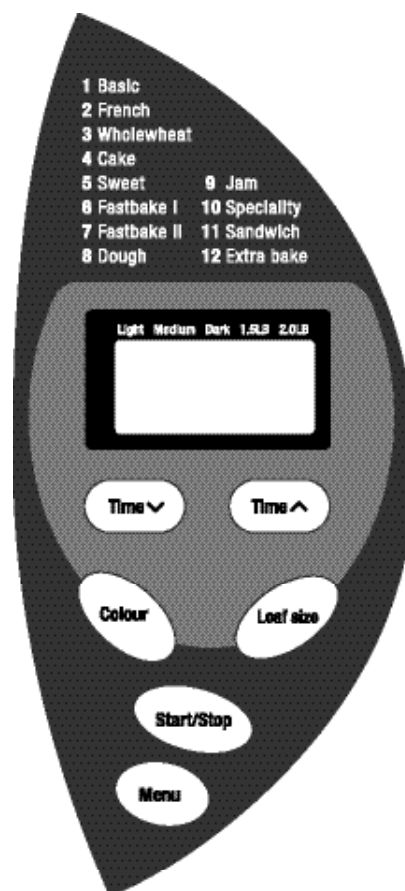 1 Basic
2 French
3 Wholewheat
4 Cake
5 Sweet
6 Fastbake I
7 Fastbake II
8 Dough
9 Jam
10 Speciality
11 Sandwich
12 Extra bake
Light Medium Dark 1.5LB 2.0LB
Time Time
Colour Loaf size
Start/Stop
Menu